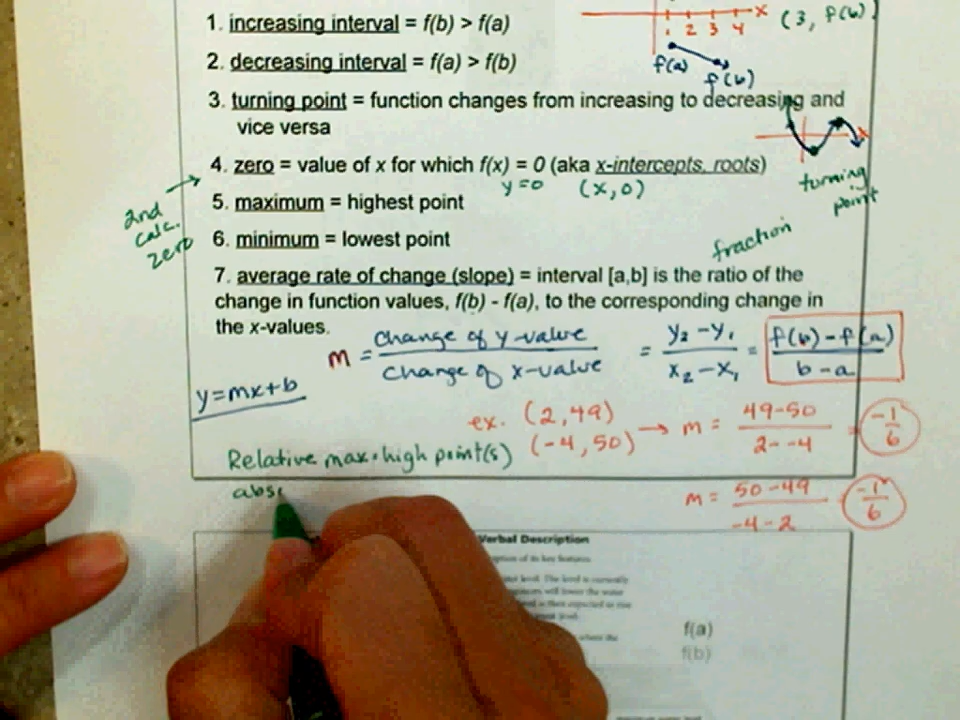 1. increasing interval = f(b) > f(a)
x (3, f(b))
1 2 3 4
2. decreasing interval = f(a) > f(b)
f(a)
f(b)
3. turning point = function changes from increasing to decreasing and
vice versa
4. zero = value of x for which f(x) = 0 (aka x-intercepts, roots)
y=0 (x,0)
turning
point
2nd
calc.
zero
5. maximum = highest point
6. minimum = lowest point
fraction
7. average rate of change (slope) = interval [a,b] is the ratio of the
change in function values, f(b) - f(a), to the corresponding change in
the x-values.
m = change of y-value / change of x-value = y₂-y₁ / x₂-x₁ = f(b)-f(a) / b-a
y=mx+b
ex. (2,49)
(-4,50) → m = 49-50 / 2--4 = -1/6
Relative max · high point(s)
abso
m = 50-49 / -4-2 = -1/6
Verbal Description
f(a)
f(b)